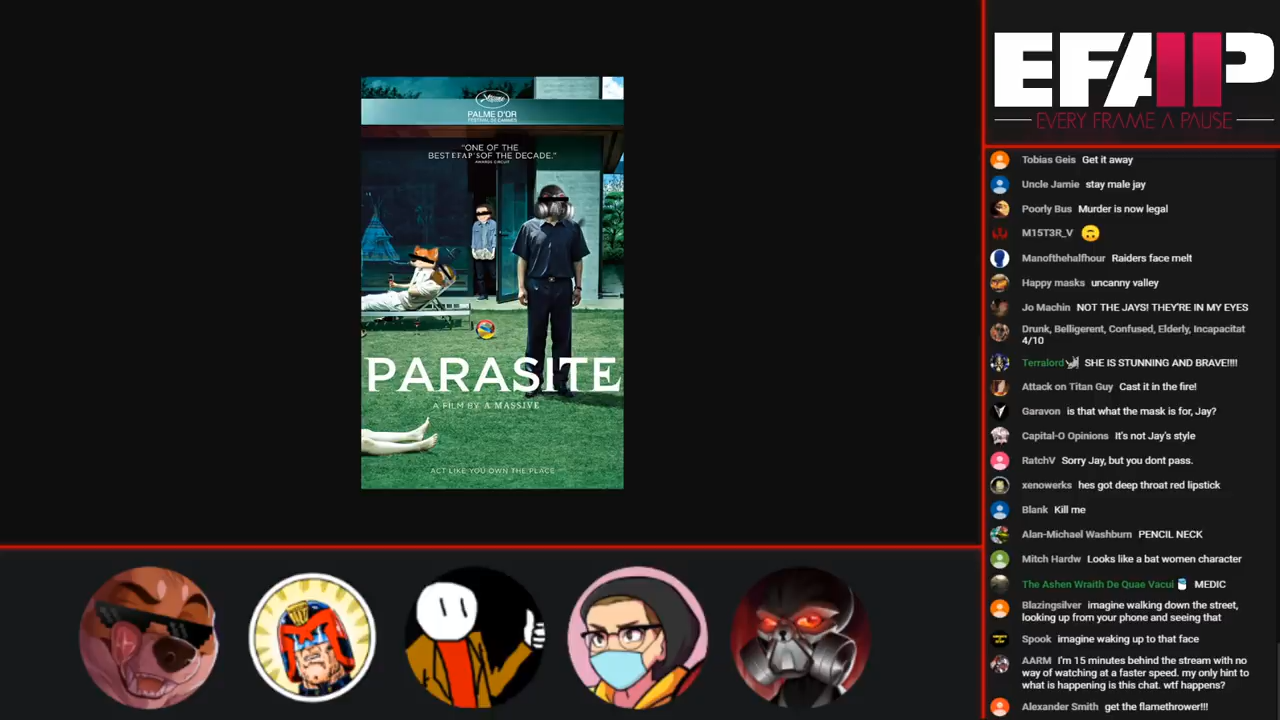 PALME D'OR
FESTIVAL DE CANNES
"ONE OF THE
BEST EFAP'S OF THE DECADE."
AWARDS CIRCUIT
PARASITE
A FILM BY A MASSIVE
ACT LIKE YOU OWN THE PLACE
EFAP
EVERY FRAME A PAUSE
Tobias Geis Get it away
Uncle Jamie stay male jay
Poorly Bus Murder is now legal
M15T3R_V
Manofthehalfhour Raiders face melt
Happy masks uncanny valley
Jo Machin NOT THE JAYS! THEY'RE IN MY EYES
Drunk, Belligerent, Confused, Elderly, Incapacitat
4/10
Terralord SHE IS STUNNING AND BRAVE!!!!
Attack on Titan Guy Cast it in the fire!
Garavon is that what the mask is for, Jay?
Capital-O Opinions It's not Jay's style
RatchV Sorry Jay, but you dont pass.
xenowerks hes got deep throat red lipstick
Blank Kill me
Alan-Michael Washburn PENCIL NECK
Mitch Hardw Looks like a bat women character
The Ashen Wraith De Quae Vacui MEDIC
Blazingsilver imagine walking down the street,
looking up from your phone and seeing that
Spook imagine waking up to that face
AARM I'm 15 minutes behind the stream with no
way of watching at a faster speed. my only hint to
what is happening is this chat. wtf happens?
Alexander Smith get the flamethrower!!!